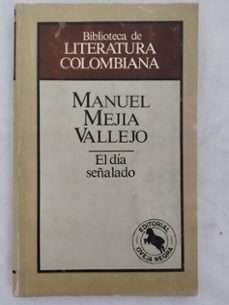 Biblioteca de
LITERATURA
COLOMBIANA
MANUEL
MEJIA
VALLEJO
El día
señalado
EDITORIAL
OVEJA NEGRA